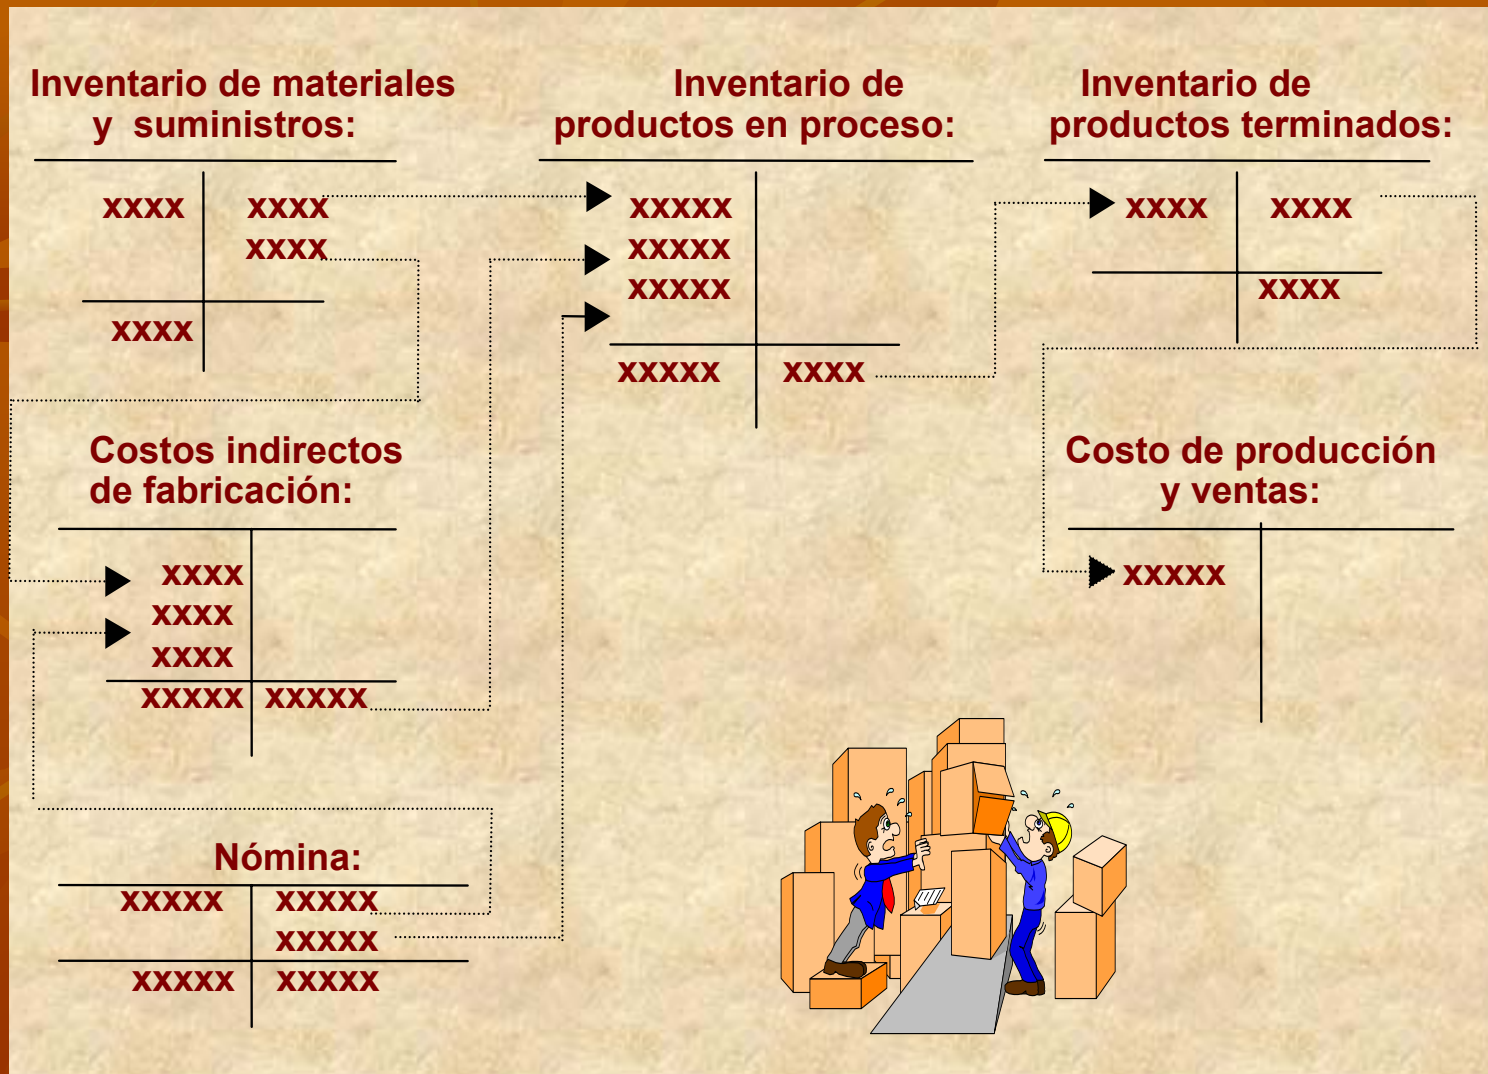 Inventario de materiales
y suministros:
xxxx xxxx
xxxx
xxxx
Inventario de
productos en proceso:
xxxxx
xxxxx
xxxxx
xxxxx xxxx
Inventario de
productos terminados:
xxxx xxxx
xxxx
Costos indirectos
de fabricación:
xxxx
xxxx
xxxx
xxxxx xxxxx
Costo de producción
y ventas:
xxxxx
Nómina:
xxxxx xxxxx
xxxxx
xxxxx xxxxx